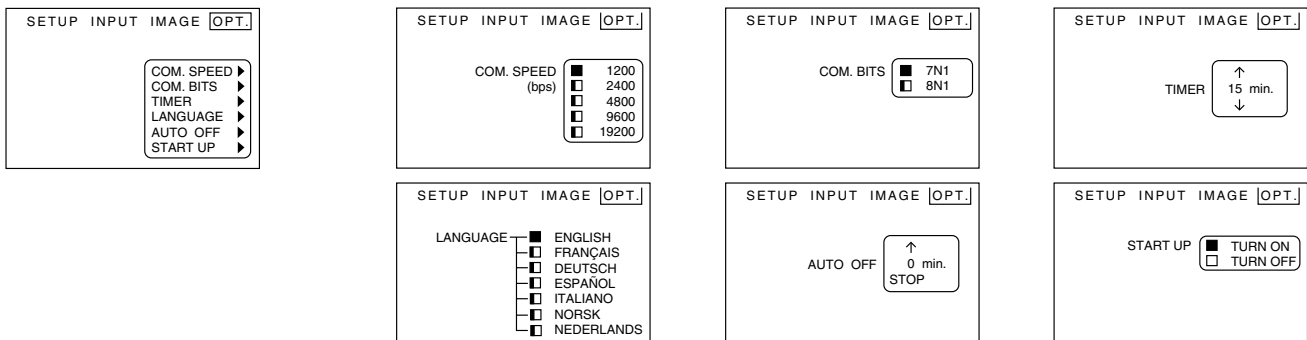 SETUP INPUT IMAGE OPT.
COM. SPEED
COM. BITS
TIMER
LANGUAGE
AUTO OFF
START UP
SETUP INPUT IMAGE OPT.
COM. SPEED
(bps)
1200
2400
4800
9600
19200
SETUP INPUT IMAGE OPT.
COM. BITS
7N1
8N1
SETUP INPUT IMAGE OPT.
TIMER
↑
15 min.
↓
SETUP INPUT IMAGE OPT.
LANGUAGE
ENGLISH
FRANÇAIS
DEUTSCH
ESPAÑOL
ITALIANO
NORSK
NEDERLANDS
SETUP INPUT IMAGE OPT.
AUTO OFF
↑
0 min.
STOP
SETUP INPUT IMAGE OPT.
START UP
TURN ON
TURN OFF